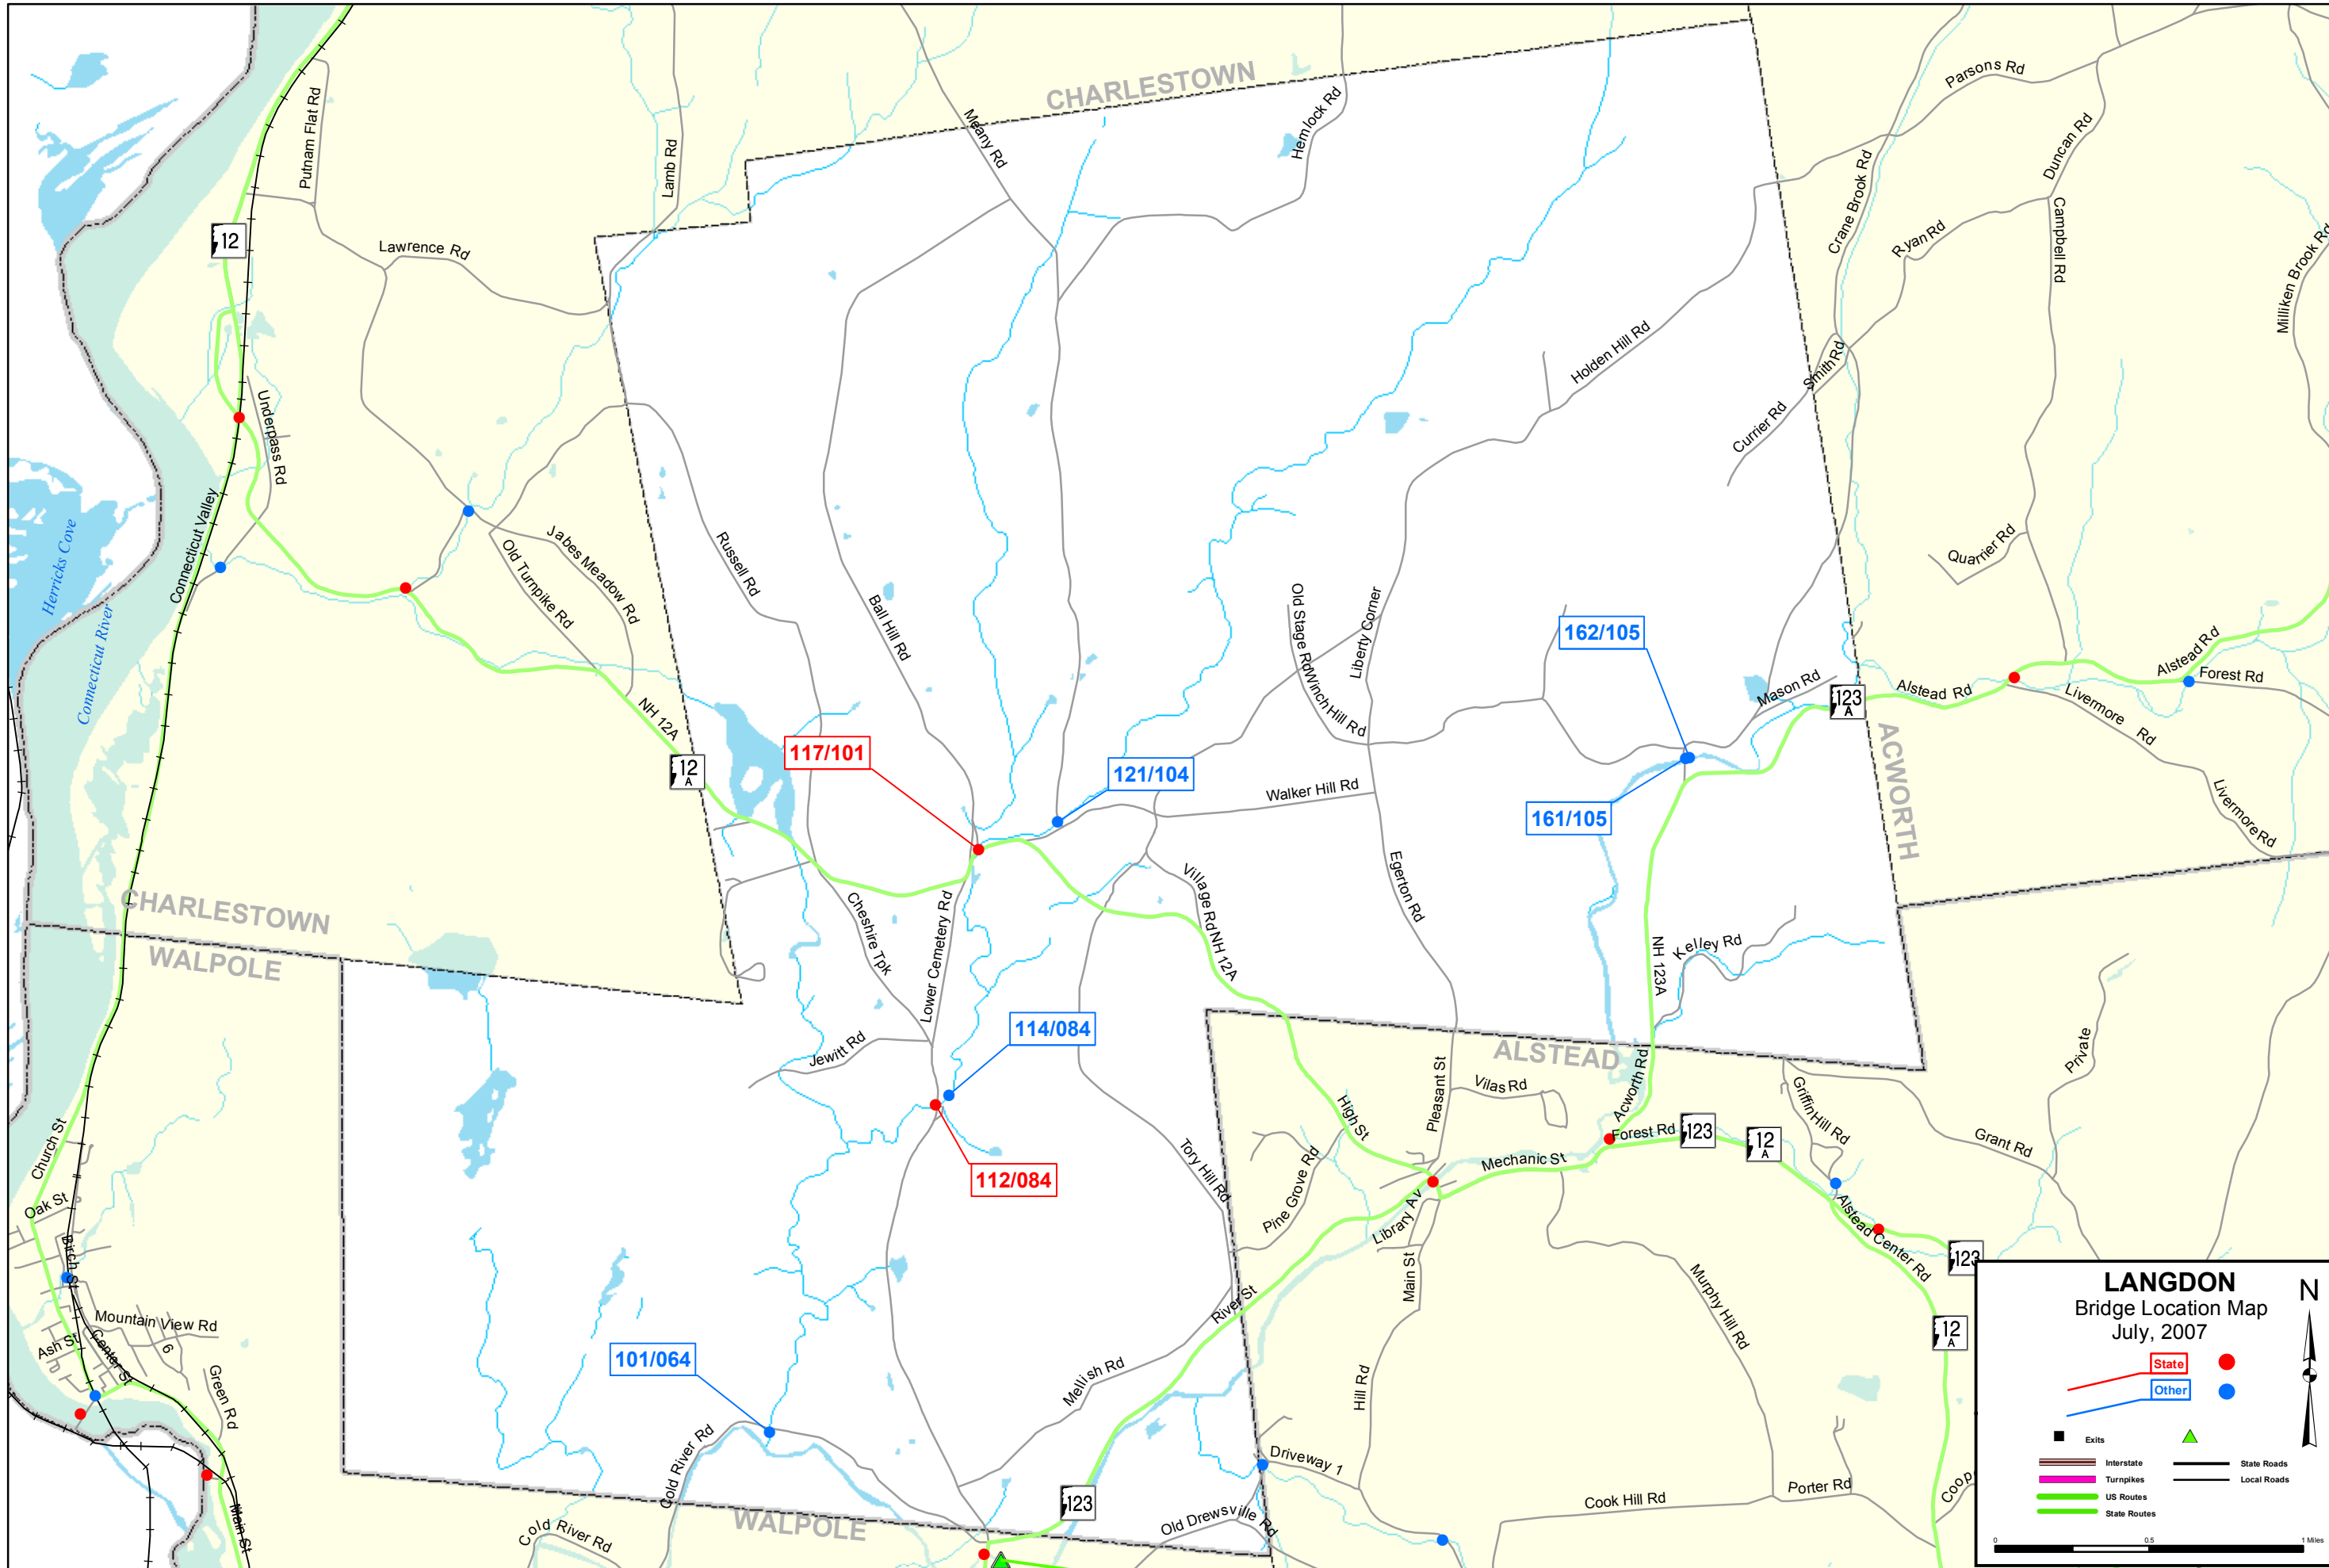 CHARLESTOWN
Parsons Rd
Putnam Flat Rd
Meany Rd
Hemlock Rd
Lamb Rd
Duncan Rd
Crane Brook Rd
12
Lawrence Rd
Ryan Rd
Campbell Rd
Milliken Brook Rd
Holden Hill Rd
Smith Rd
Underpass Rd
Currier Rd
Connecticut Valley
Herricks Cove
Connecticut River
Jabes Meadow Rd
Old Turnpike Rd
Russell Rd
Ball Hill Rd
Old Stage Rd
Winch Hill Rd
Liberty Corner
Quarrier Rd
162/105
Mason Rd
123
A
Alstead Rd
Alstead Rd
Forest Rd
Livermore
Rd
Livermore Rd
NH 12A
12
A
117/101
121/104
Walker Hill Rd
161/105
ACWORTH
Egerton Rd
Village Rd
NH 12A
Cheshire Tpk
Lower Cemetery Rd
NH 123A
Kelley Rd
CHARLESTOWN
WALPOLE
114/084
Jewitt Rd
112/084
ALSTEAD
Private
Pleasant St
Vilas Rd
Acworth Rd
Griffin Hill Rd
High St
Forest Rd
123
12
A
Grant Rd
Mechanic St
Church St
Oak St
Birch St
Tory Hill Rd
Pine Grove Rd
Library Av
Alstead Center Rd
123
Main St
River St
Murphy Hill Rd
12
A
Mountain View Rd
Ash St
Center St
6
Green Rd
101/064
Mellish Rd
Hill Rd
Cold River Rd
Driveway 1
123
Main St
Cold River Rd
WALPOLE
Old Drewsville Rd
Cook Hill Rd
Porter Rd
Coop
LANGDON
Bridge Location Map
July, 2007
N
State
Other
Exits
Interstate
State Roads
Turnpikes
Local Roads
US Routes
State Routes
0 0.5 1 Miles